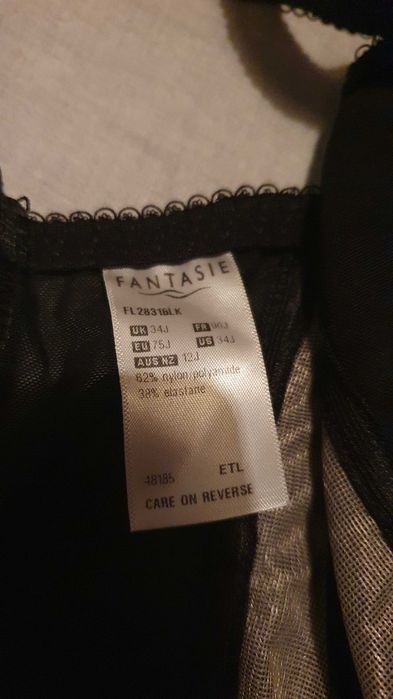 FANTASIE
FL28316LK
UK 34J FR 90J
EU 75J US 34J
AUS NZ 12J
62% nylon/polyamide
38% elastane
48185 ETL
CARE ON REVERSE